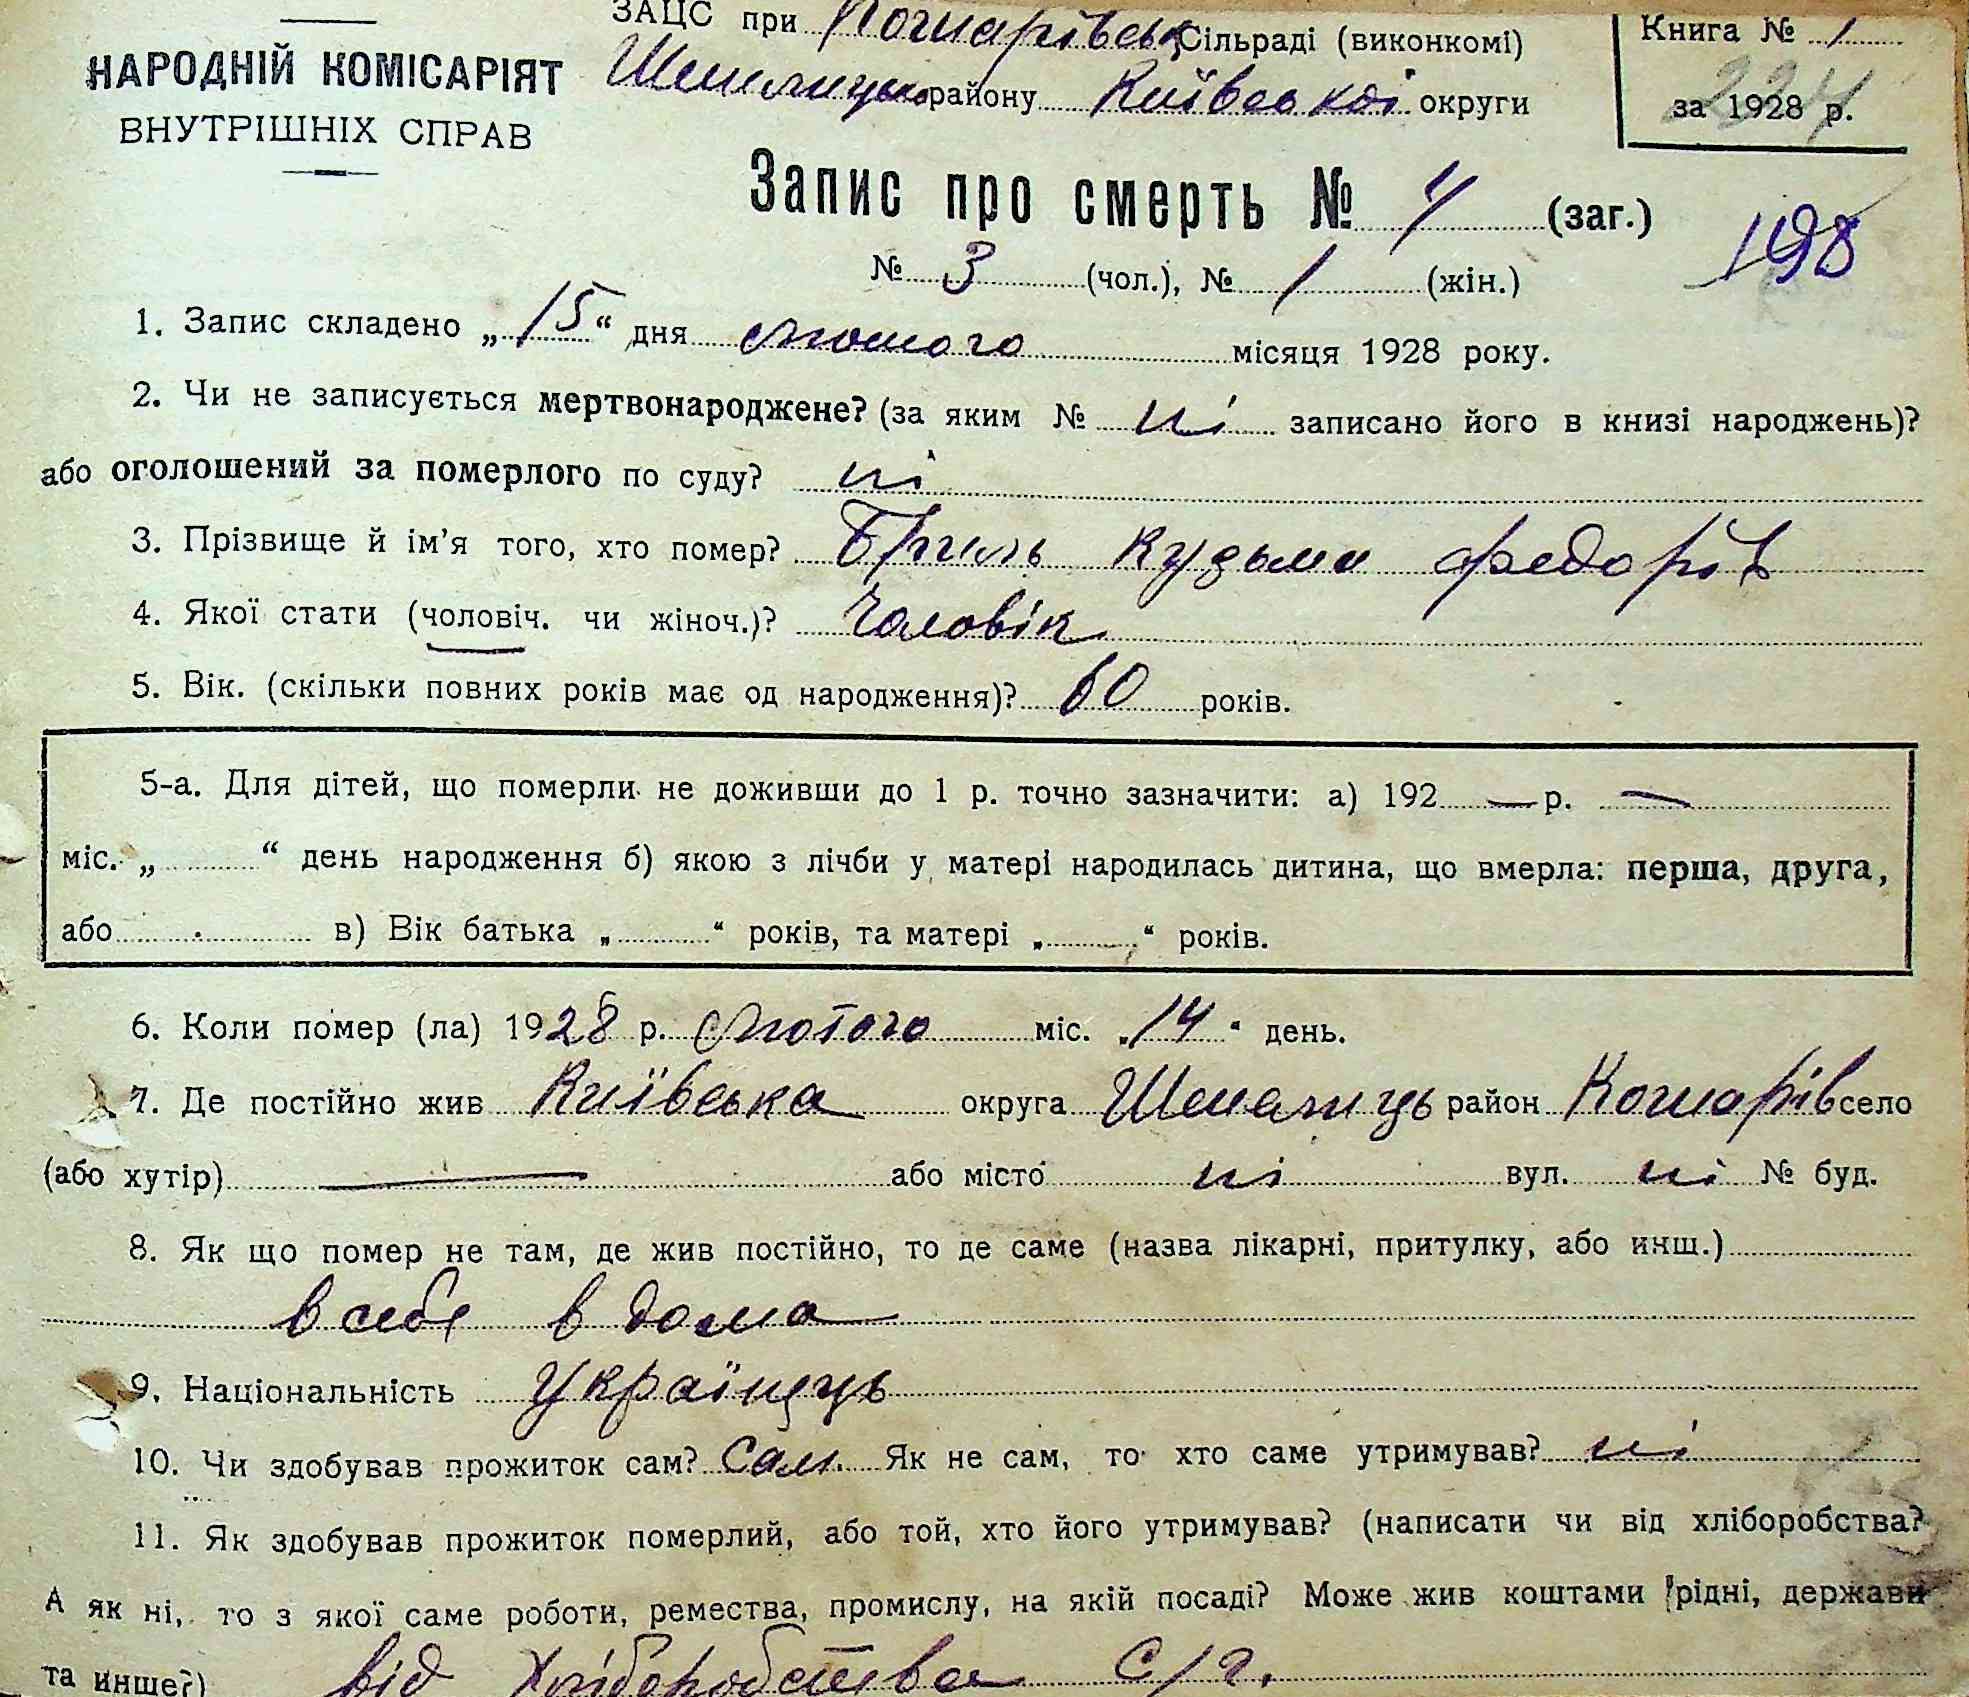 ЗАЦС при Кошарівськ Сільраді (виконкомі)
Книга № 1
НАРОДНІЙ КОМІСАРІЯТ
Шепелицьк. району Київської округи
за 1928 р.
224
ВНУТРІШНІХ СПРАВ
Запис про смерть № 4 (заг.)
198
№ 3 (чол.), № 1 (жін.)
1. Запис складено „15“ дня лютого місяця 1928 року.
2. Чи не записується мертвонароджене? (за яким № ні записано його в книзі народжень)?
або оголошений за померлого по суду? ні
3. Прізвище й ім'я того, хто помер? Бриль Кузьма Федорів
4. Якої стати (чоловіч. чи жіноч.)? Чоловік
5. Вік. (скільки повних років має од народження)? 60 років.
5-а. Для дітей, що померли не доживши до 1 р. точно зазначити: а) 192 — р. —
міс. „ “ день народження б) якою з лічби у матері народилась дитина, що вмерла: перша, друга,
або в) Вік батька „ “ років, та матері „ “ років.
6. Коли помер (ла) 1928 р. Лютого міс. „14“ день.
7. Де постійно жив Київська округа Шепелиць район Кошарів село
(або хутір) — або місто ні вул. ні № буд.
8. Як що помер не там, де жив постійно, то де саме (назва лікарні, притулку, або инш.)
в себе в дома
9. Національність Українець
10. Чи здобував прожиток сам? Сам. Як не сам, то хто саме утримував? ні
11. Як здобував прожиток померлий, або той, хто його утримував? (написати чи від хліборобства?
А як ні, то з якої саме роботи, ремества, промислу, на якій посаді? Може жив коштами рідні, держави
та инше?) від Хліборобства С/г.